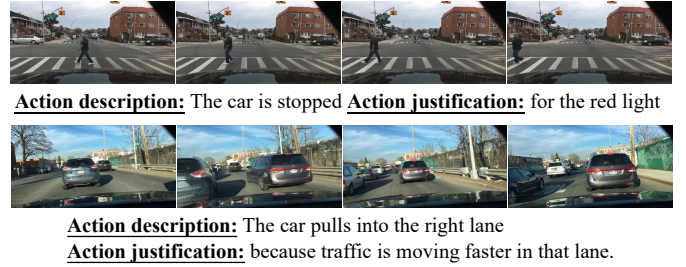 Action description: The car is stopped Action justification: for the red light
Action description: The car pulls into the right lane
Action justification: because traffic is moving faster in that lane.